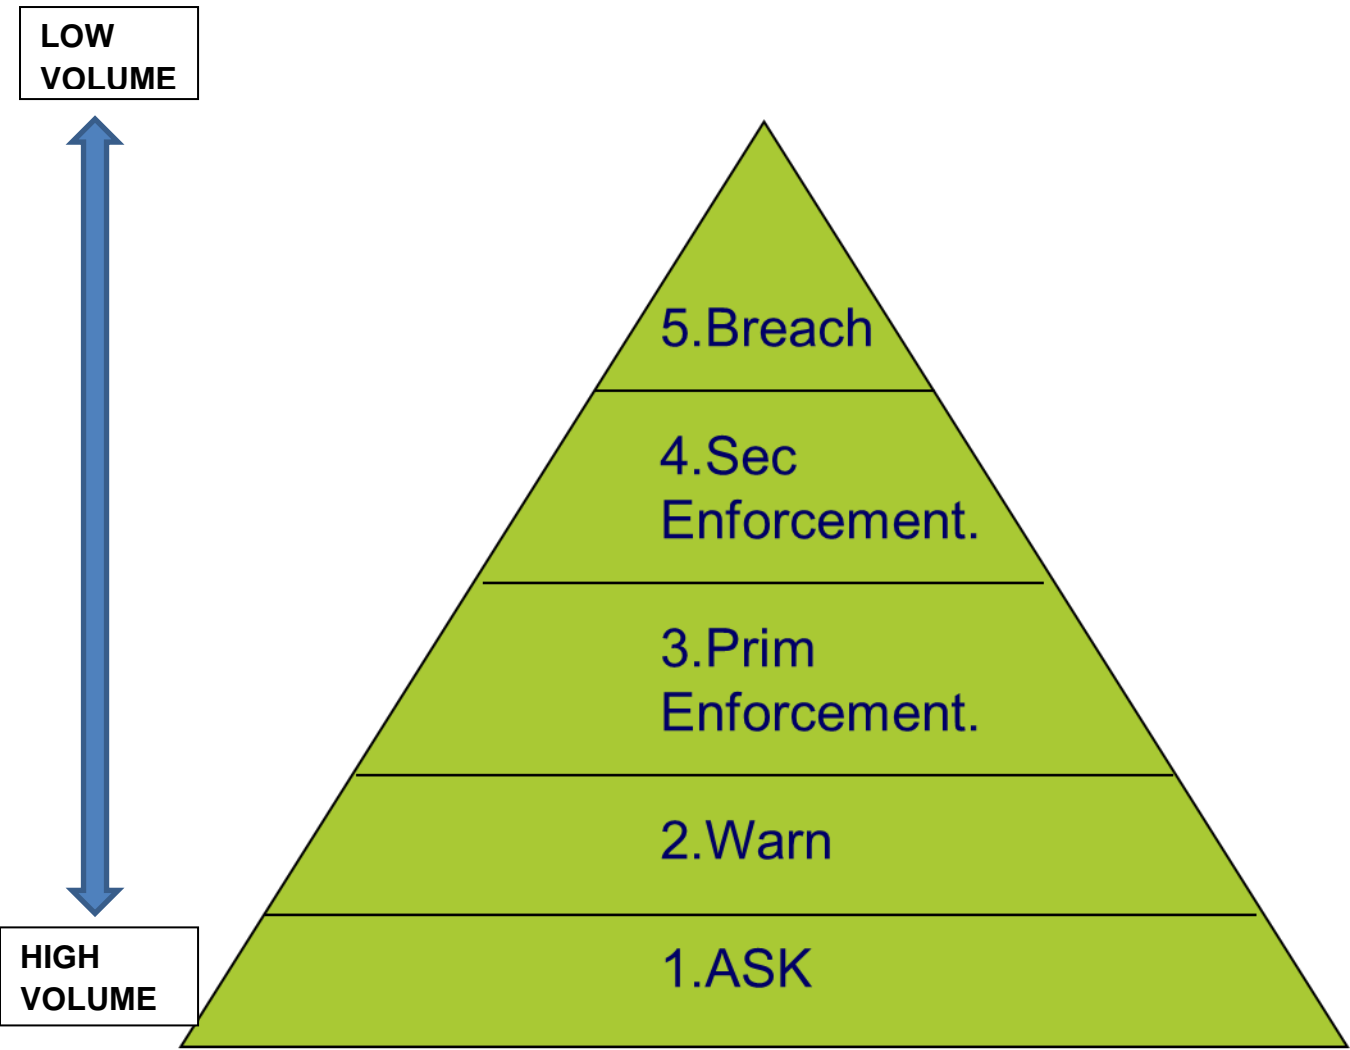 LOW
VOLUME
5.Breach
4.Sec
Enforcement.
3.Prim
Enforcement.
2.Warn
1.ASK
HIGH
VOLUME